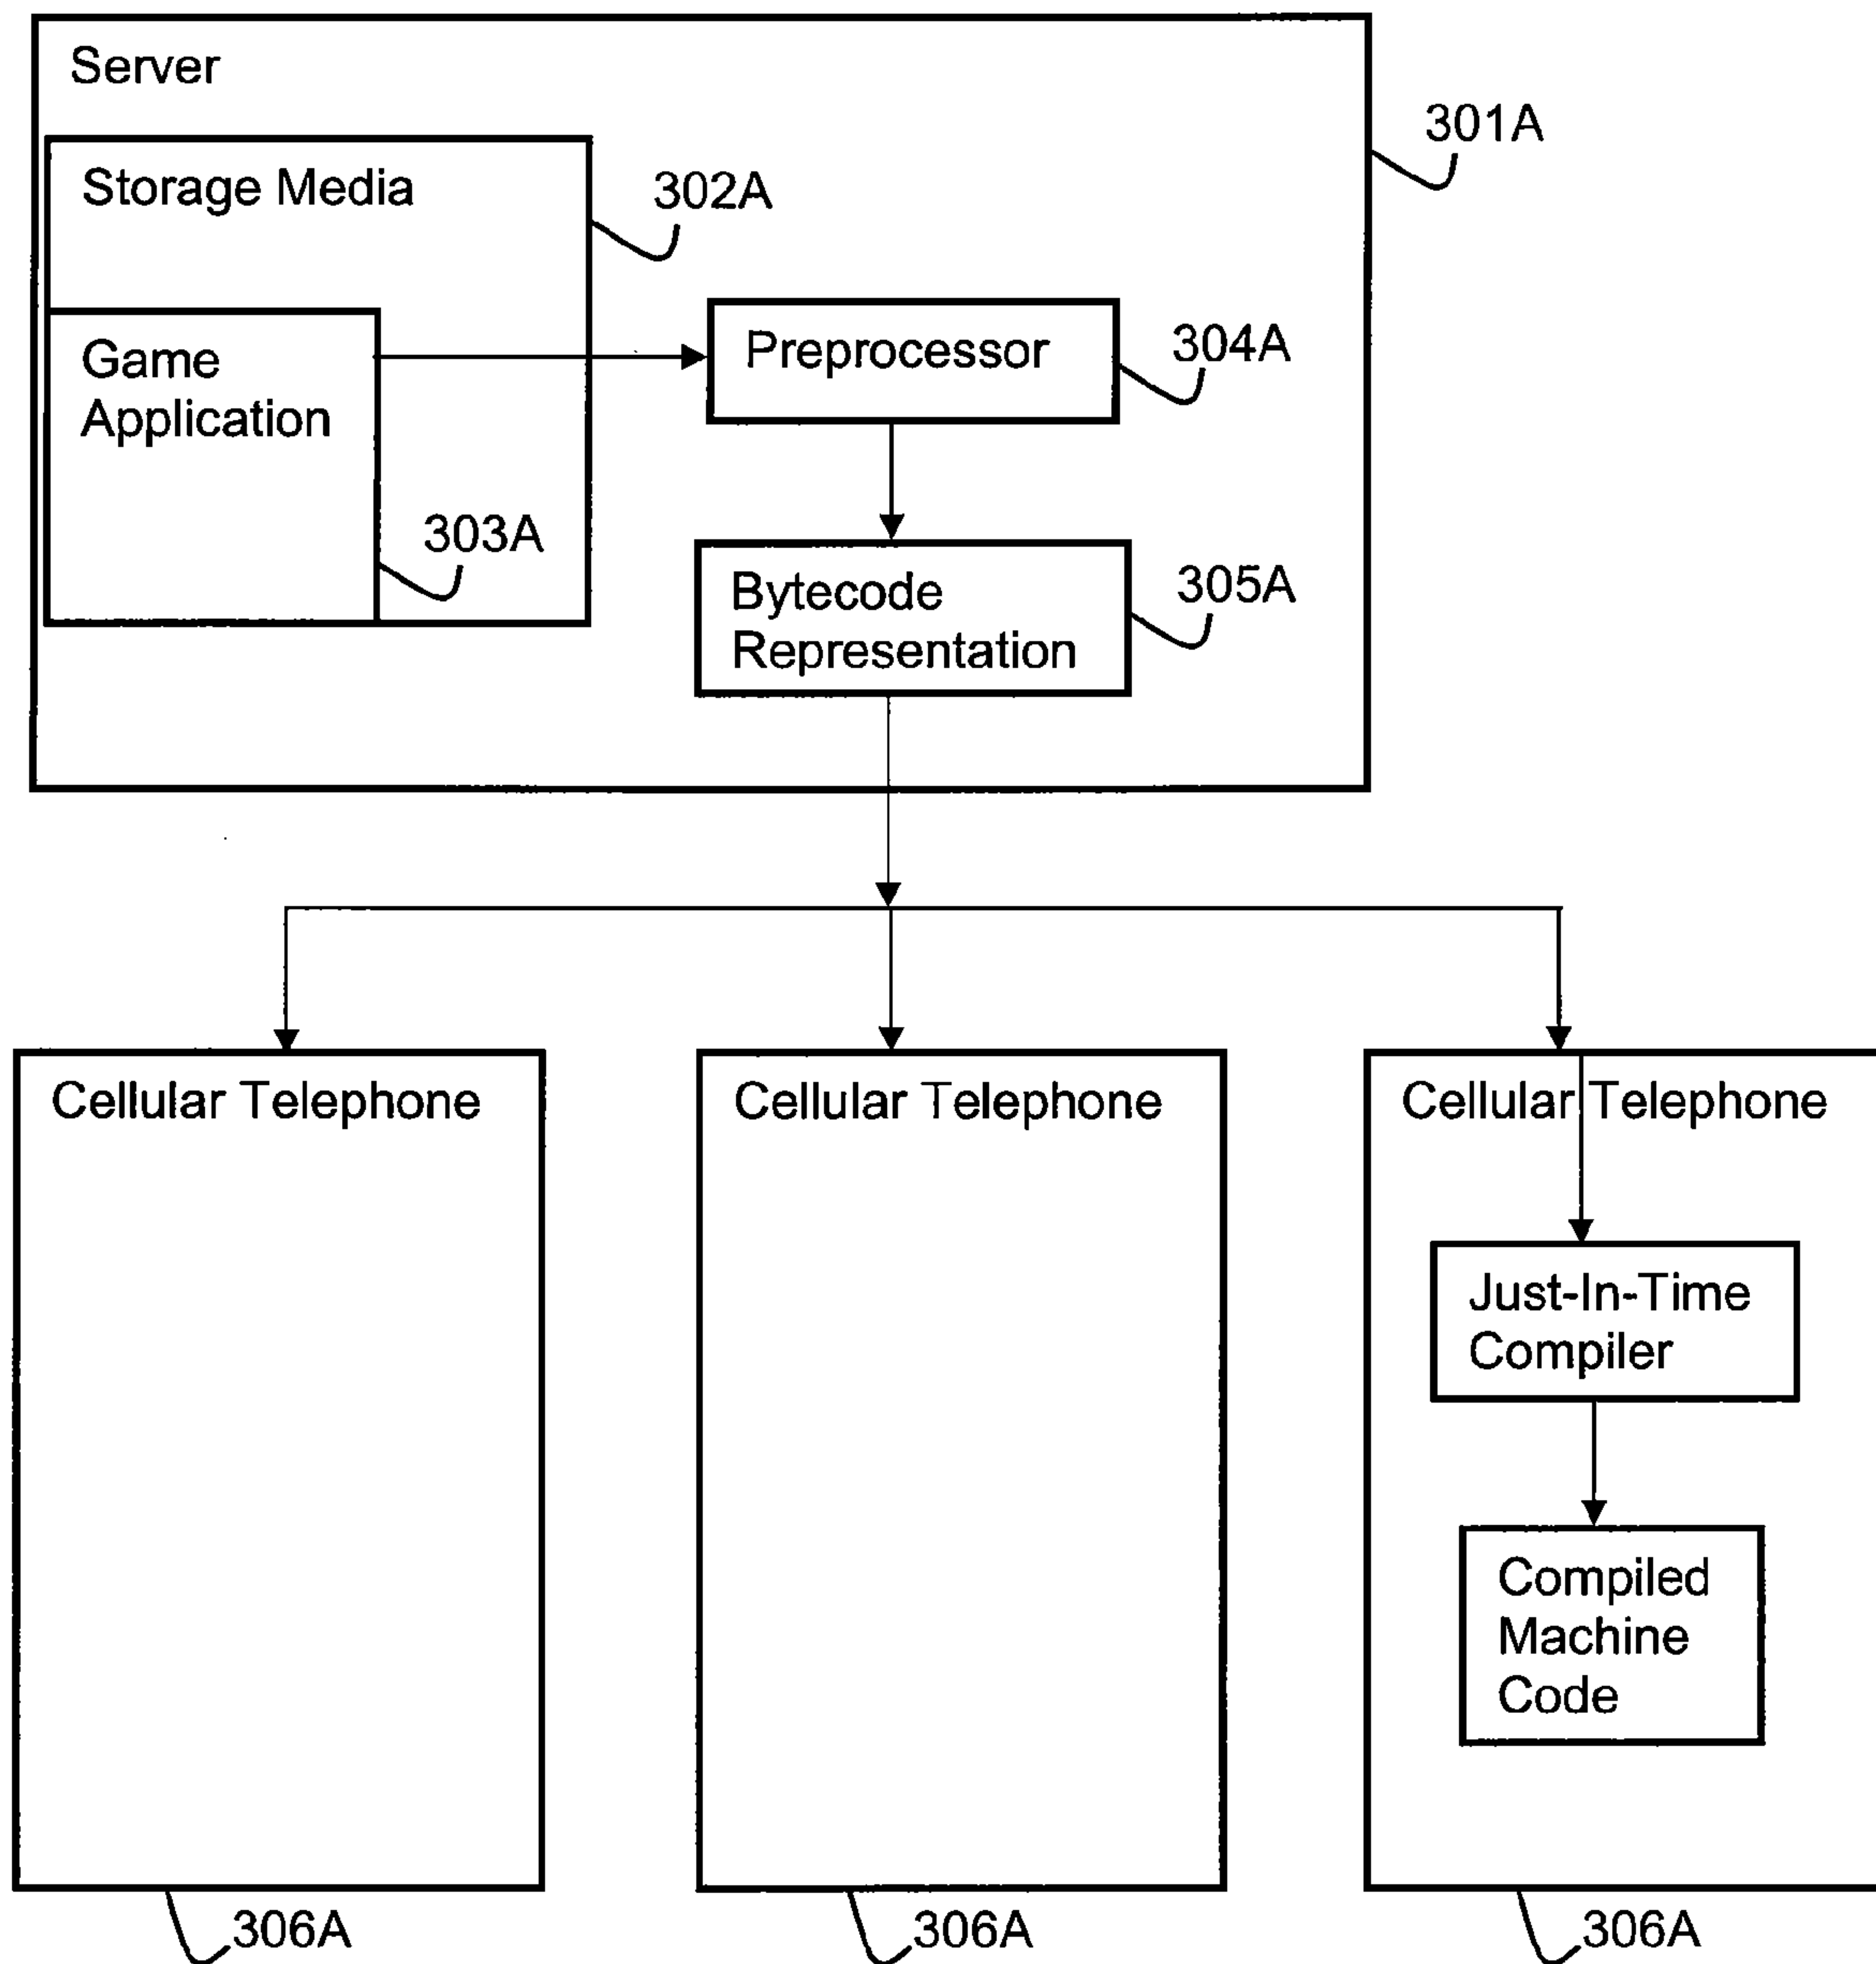 Server
301A
Storage Media
302A
Game
Application
303A
Preprocessor
304A
Bytecode
Representation
305A
Cellular Telephone
Cellular Telephone
Cellular Telephone
Just-In-Time
Compiler
Compiled
Machine
Code
306A
306A
306A